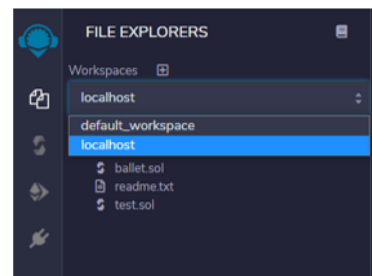 FILE EXPLORERS
Workspaces
localhost
default_workspace
localhost
ballet.sol
readme.txt
test.sol